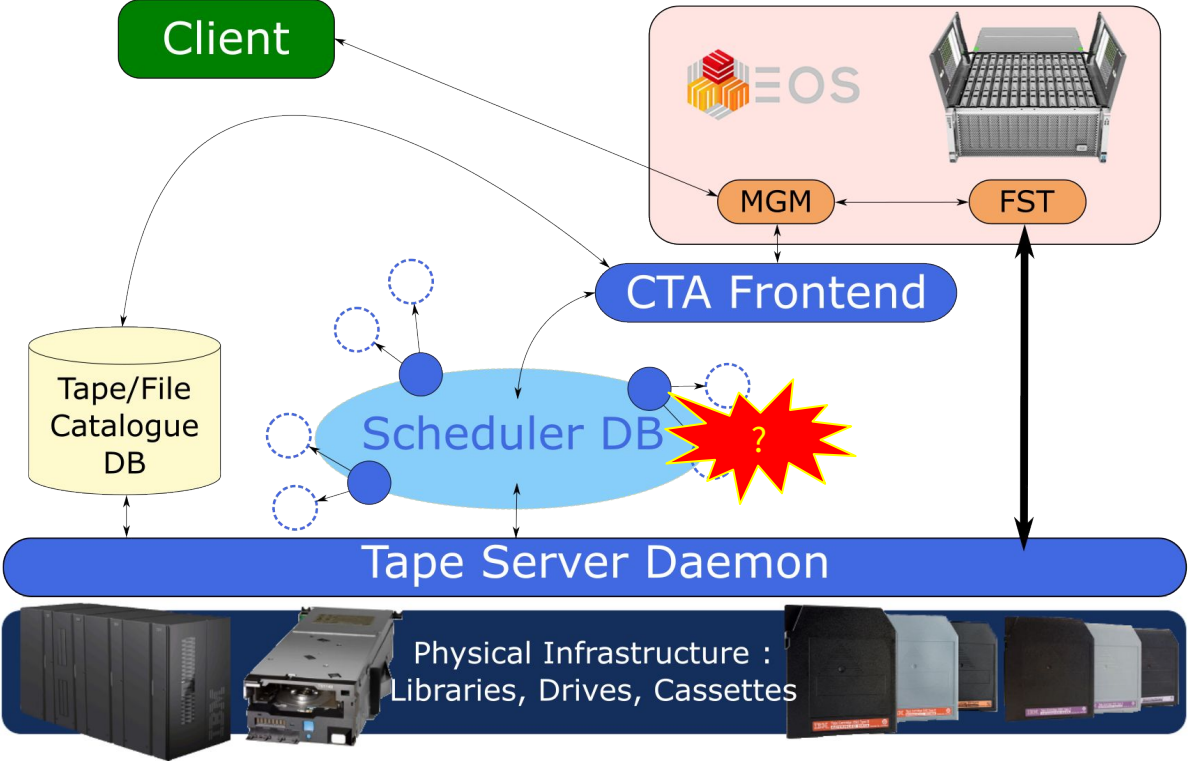 Client
EOS
MGM
FST
CTA Frontend
Tape/File
Catalogue
DB
Scheduler DB
?
Tape Server Daemon
Physical Infrastructure :
Libraries, Drives, Cassettes
IBM
IBM